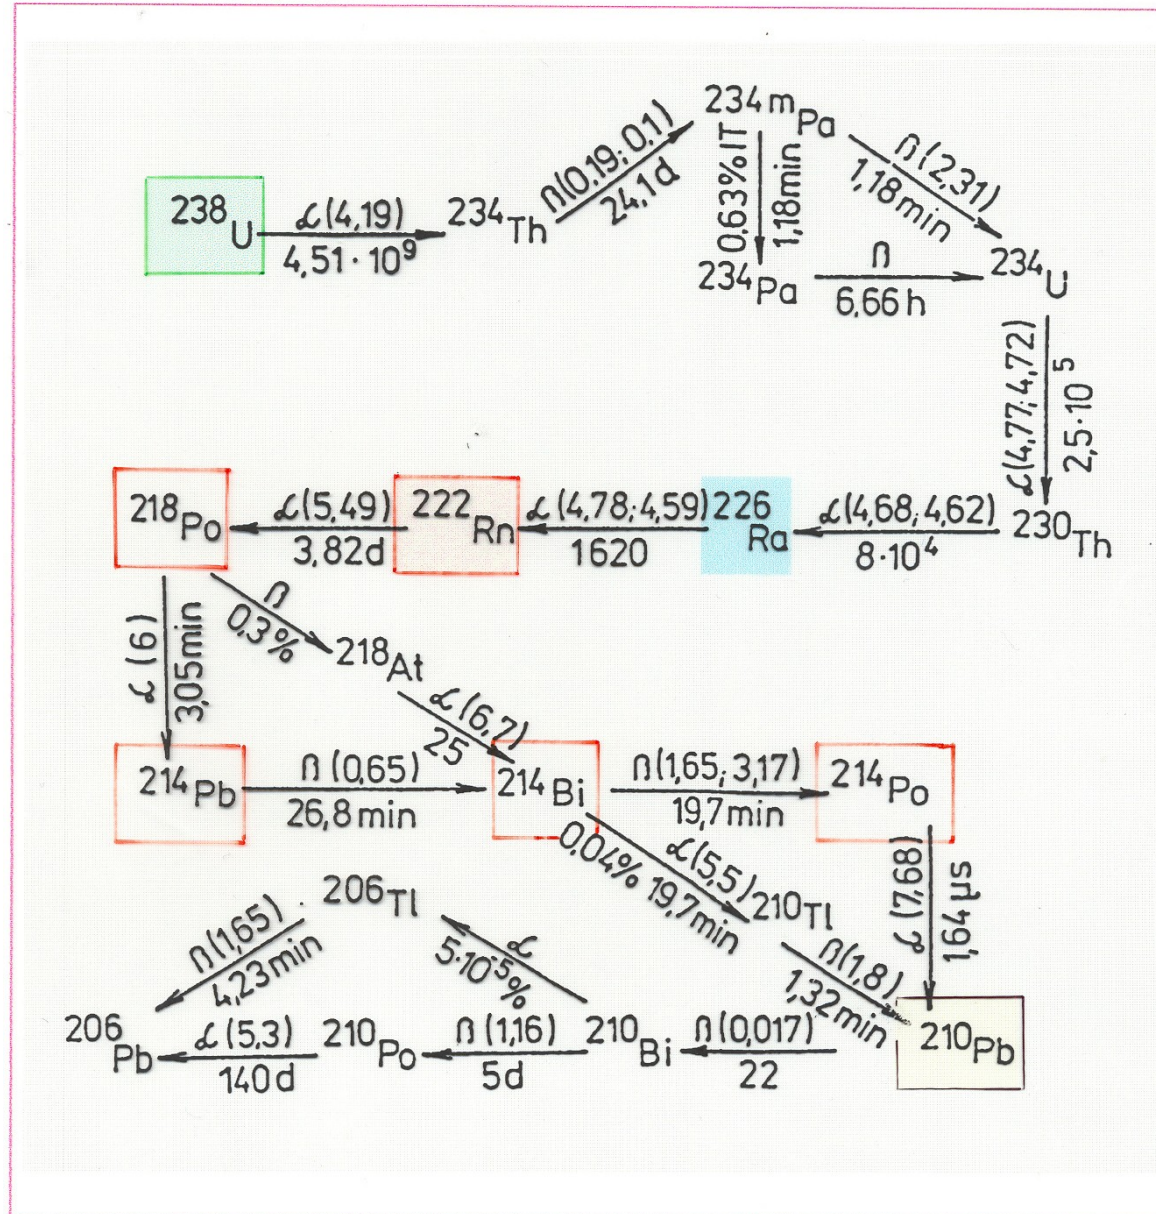 238U
α(4,19)
4,51·10⁹
234Th
β(0,19; 0,1)
24,1d
234mPa
0,63% IT
1,18min
β(2,31)
1,18min
234Pa
β
6,66h
234U
α(4,77; 4,72)
2,5·10⁵
218Po
α(5,49)
3,82d
222Rn
α(4,78; 4,59)
1620
226Ra
α(4,68; 4,62)
8·10⁴
230Th
α(6)
3,05min
β
0,3%
218At
α(6,7)
25
214Pb
β(0,65)
26,8min
214Bi
β(1,65; 3,17)
19,7min
214Po
0,04%
α(5,5)
19,7min
210Tl
α(7,68)
1,64 µs
206Tl
β(1,65)
4,23min
α
5·10⁻⁵%
β(1,8)
1,32min
206Pb
α(5,3)
140d
210Po
β(1,16)
5d
210Bi
β(0,017)
22
210Pb